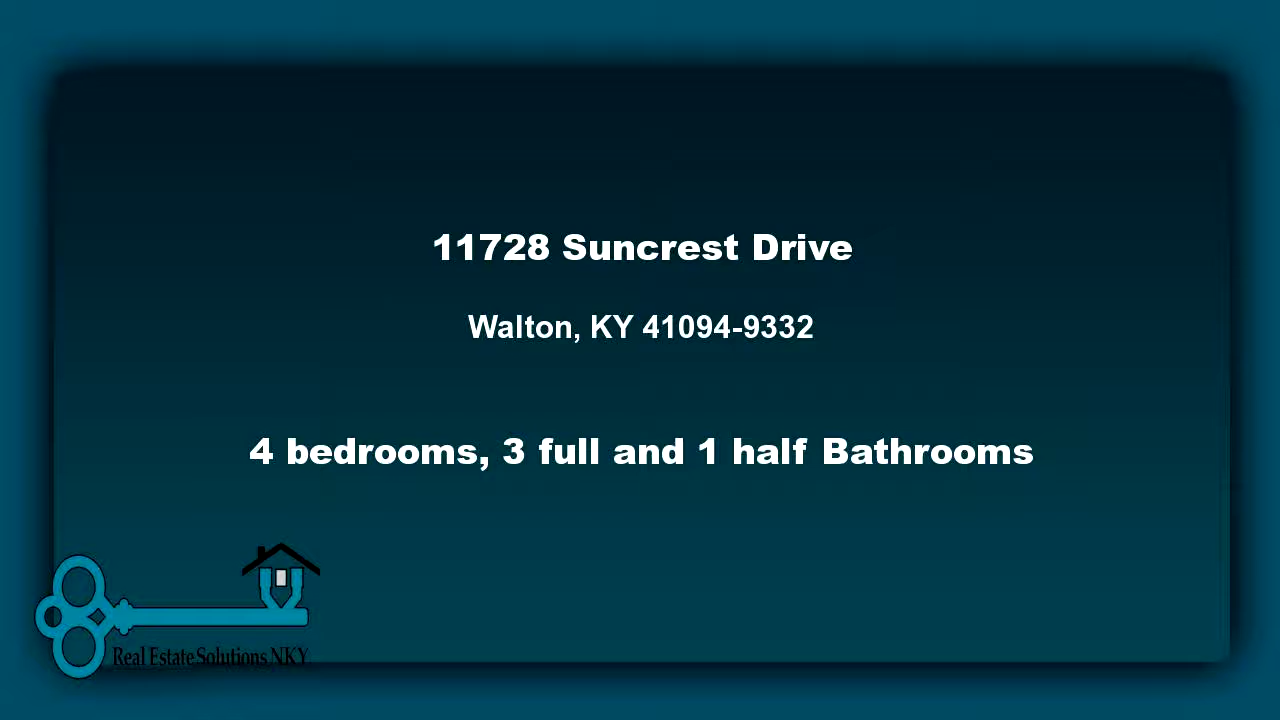 11728 Suncrest Drive
Walton, KY 41094-9332
4 bedrooms, 3 full and 1 half Bathrooms
Real Estate Solutions NKY